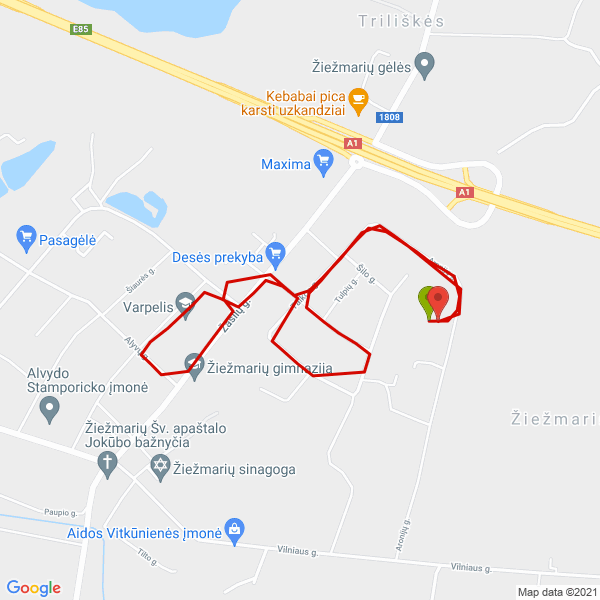 Triliškės
E85
Žiežmarių gėlės
Kebabai pica
karsti uzkandziai
1808
A1
Maxima
A1
Pasagėlė
Desės prekyba
Šilo g.
Šiaurės g.
Tulpių g.
Varpelis
Žaslių g.
Alyvų g.
Žiežmarių gimnazija
Alvydo
Stamporicko įmonė
Žiežmarių Šv. apaštalo
Jokūbo bažnyčia
Žiežmari
Žiežmarių sinagoga
Paupio g.
Aidos Vitkūnienės įmonė
Aronijų g.
Tilto g.
Vilniaus g.
Vilniaus g.
Google
Map data ©2021